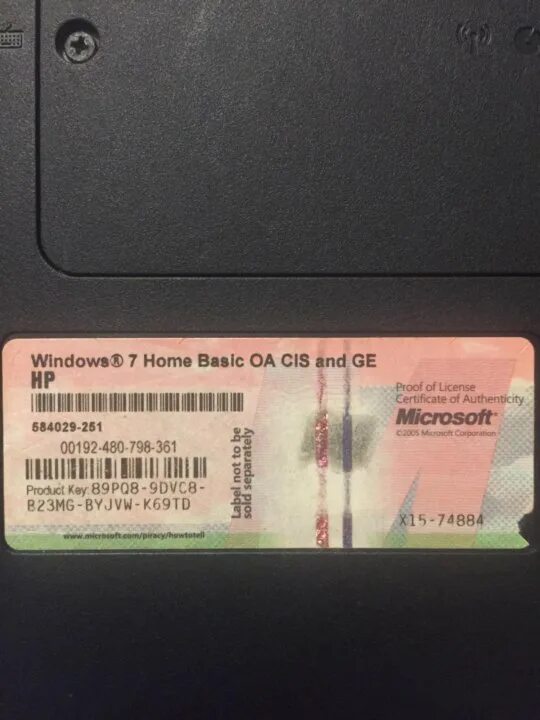 Windows® 7 Home Basic OA CIS and GE
HP
584029-251
00192-480-798-361
Product Key: 89PQ8-9DVC8-
B23MG-BYJVW-K69TD
www.microsoft.com/piracy/howtotell
Label not to be
sold separately
Proof of License
Certificate of Authenticity
Microsoft®
©2005 Microsoft Corporation
X15-74884